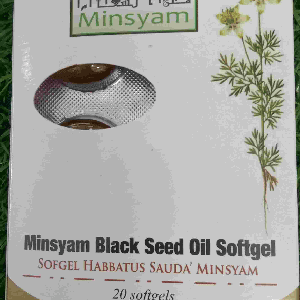 Minsyam
Minsyam Black Seed Oil Softgel
SOFGEL HABBATUS SAUDA' MINSYAM
20 softgels